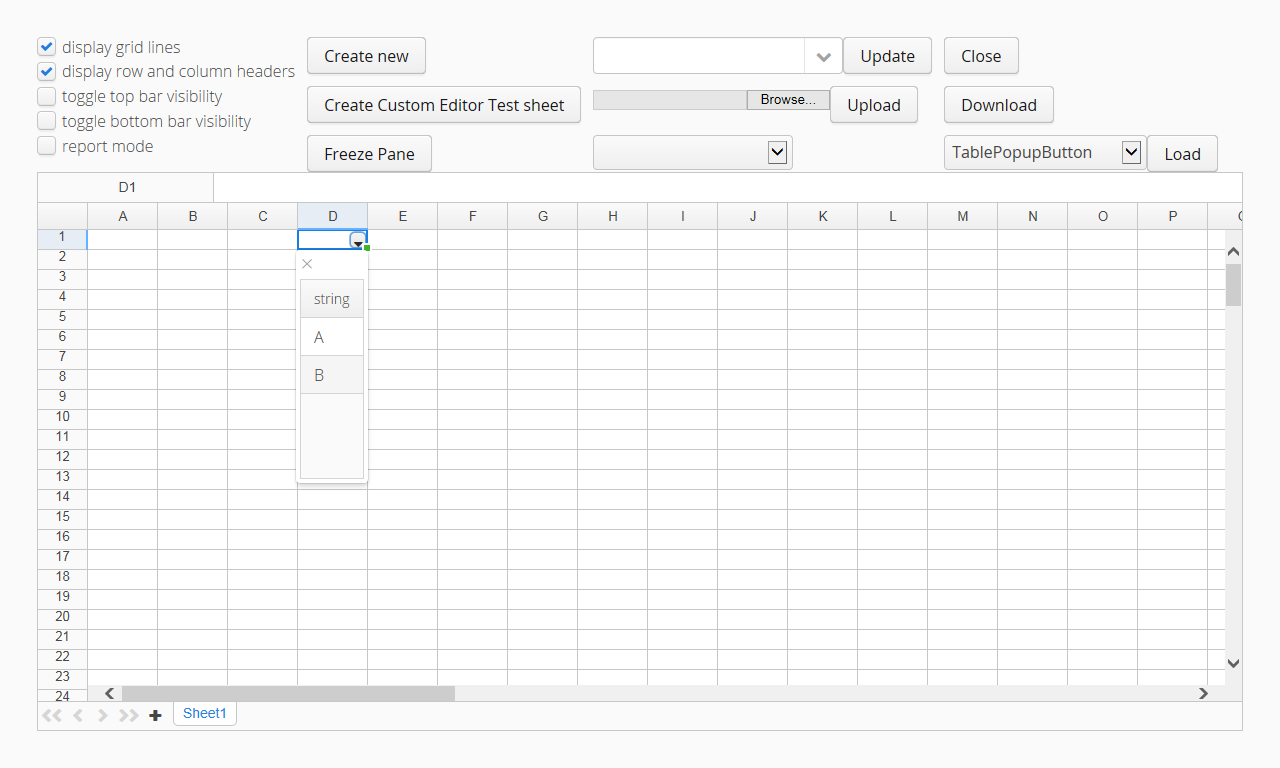 display grid lines
display row and column headers
toggle top bar visibility
toggle bottom bar visibility
report mode
Create new
Update
Close
Create Custom Editor Test sheet
Browse...
Upload
Download
Freeze Pane
TablePopupButton
Load
D1
A B C D E F G H I J K L M N O P
1
2
3
4
5
6
7
8
9
10
11
12
13
14
15
16
17
18
19
20
21
22
23
24
string
A
B
Sheet1